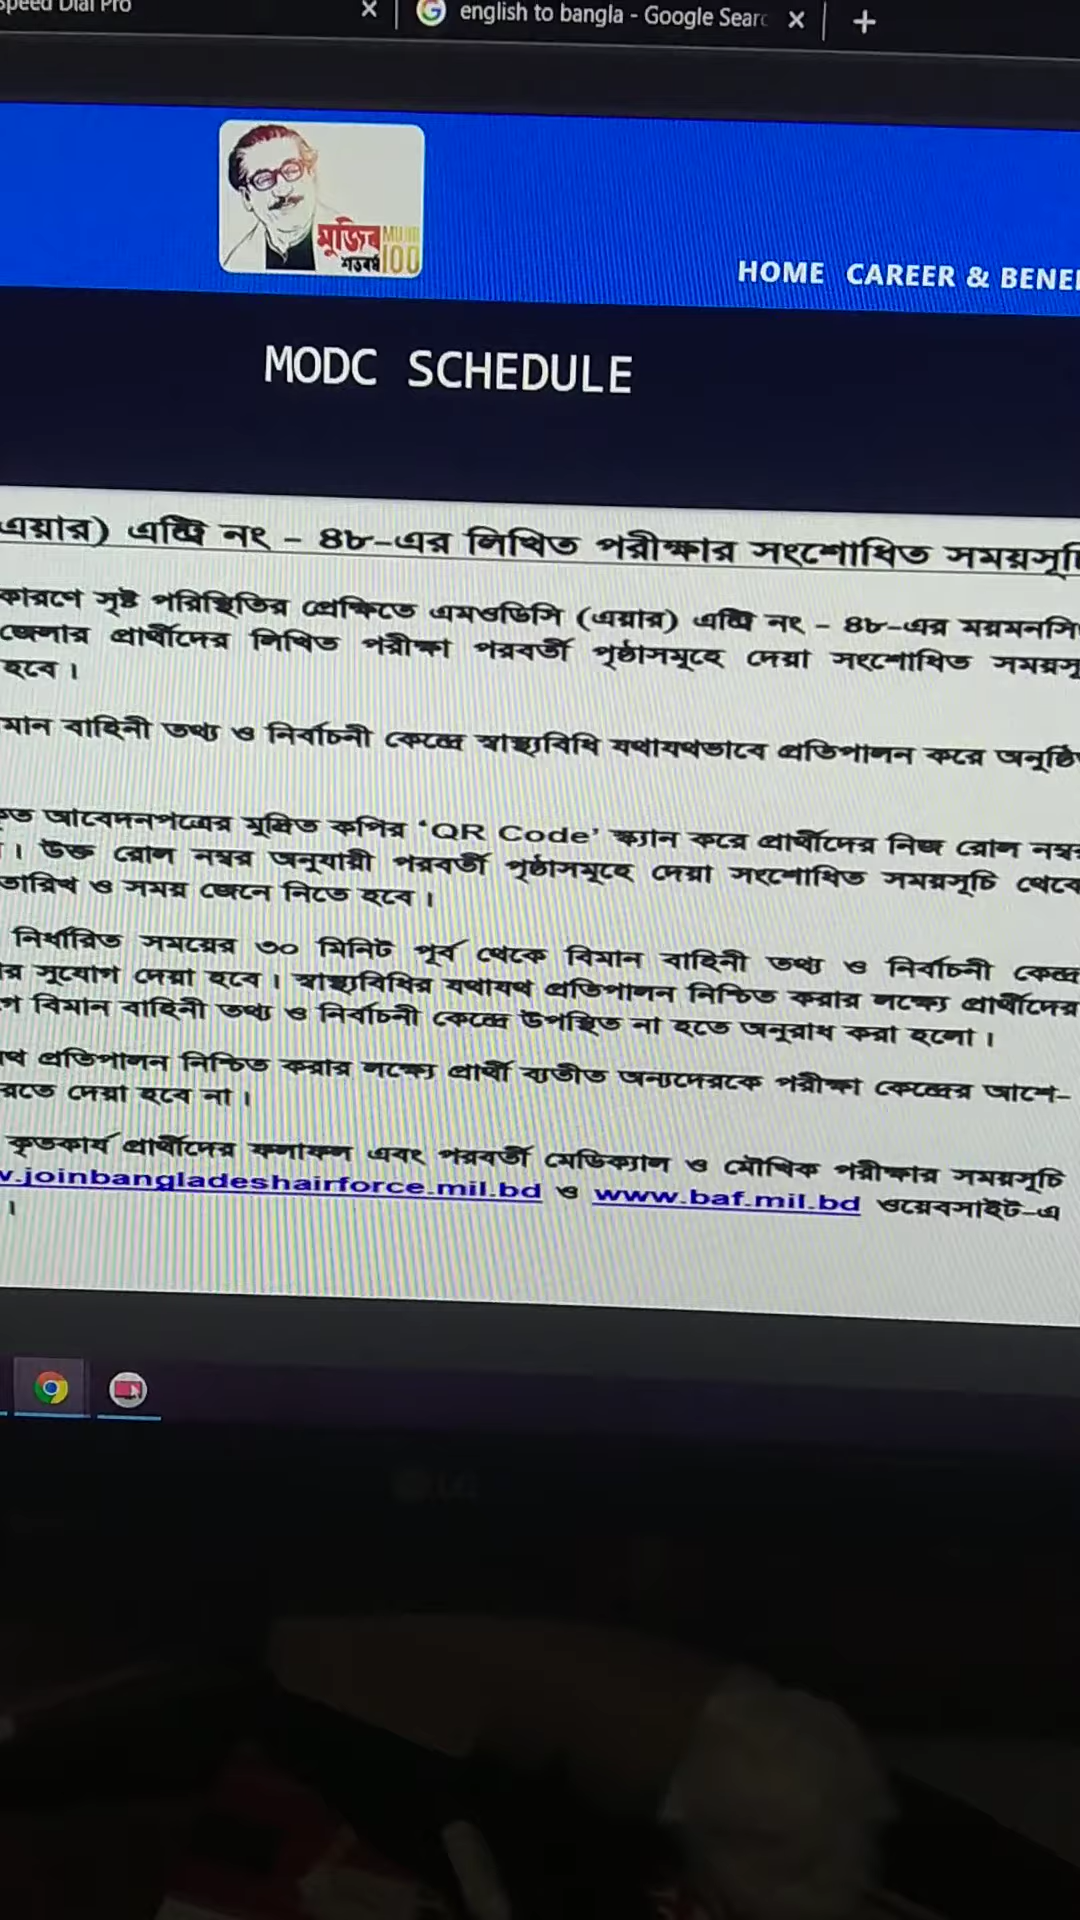 Speed Dial Pro
english to bangla - Google Searc
মুজিব
শতবর্ষ
100
HOME CAREER & BENE
MODC SCHEDULE
এয়ার) এন্ট্রি নং - ৪৮-এর লিখিত পরীক্ষার সংশোধিত সময়সূচি
কারণে সৃষ্ট পরিস্থিতির প্রেক্ষিতে এমওডিসি (এয়ার) এন্ট্রি নং - ৪৮-এর ময়মনসিং
জেলার প্রার্থীদের লিখিত পরীক্ষা পরবর্তী পৃষ্ঠাসমূহে দেয়া সংশোধিত সময়সূ
হবে।
মান বাহিনী তথ্য ও নির্বাচনী কেন্দ্রে স্বাস্থ্যবিধি যথাযথভাবে প্রতিপালন করে অনুষ্ঠি
কৃত আবেদনপত্রের মুদ্রিত কপির ‘QR Code’ স্ক্যান করে প্রার্থীদের নিজ রোল নম্বর
। উক্ত রোল নম্বর অনুযায়ী পরবর্তী পৃষ্ঠাসমূহে দেয়া সংশোধিত সময়সূচি থেকে
তারিখ ও সময় জেনে নিতে হবে।
নির্ধারিত সময়ের ৩০ মিনিট পূর্ব থেকে বিমান বাহিনী তথ্য ও নির্বাচনী কেন্দ্রে
র সুযোগ দেয়া হবে। স্বাস্থ্যবিধির যথাযথ প্রতিপালন নিশ্চিত করার লক্ষ্যে প্রার্থীদের
বিমান বাহিনী তথ্য ও নির্বাচনী কেন্দ্রে উপস্থিত না হতে অনুরোধ করা হলো।
থ প্রতিপালন নিশ্চিত করার লক্ষ্যে প্রার্থী ব্যতীত অন্যদেরকে পরীক্ষা কেন্দ্রের আশে-
রতে দেয়া হবে না।
কৃতকার্য প্রার্থীদের ফলাফল এবং পরবর্তী মেডিক্যাল ও মৌখিক পরীক্ষার সময়সূচি
w.joinbangladeshairforce.mil.bd ও www.baf.mil.bd ওয়েবসাইট-এ
।